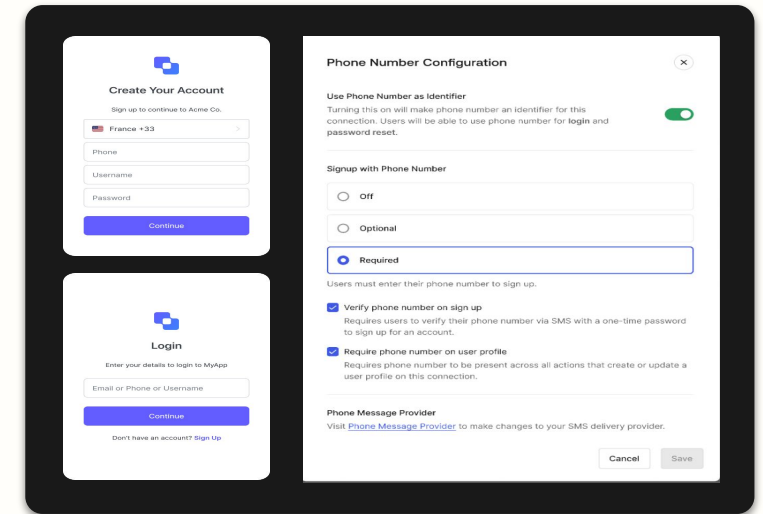 Create Your Account
Sign up to continue to Acme Co.
France +33
Phone
Username
Password
Continue
Login
Enter your details to login to MyApp
Email or Phone or Username
Continue
Don't have an account? Sign Up
Phone Number Configuration
Use Phone Number as Identifier
Turning this on will make phone number an identifier for this
connection. Users will be able to use phone number for login and
password reset.
Signup with Phone Number
Off
Optional
Required
Users must enter their phone number to sign up.
Verify phone number on sign up
Requires users to verify their phone number via SMS with a one-time password
to sign up for an account.
Require phone number on user profile
Requires phone number to be present across all actions that create or update a
user profile on this connection.
Phone Message Provider
Visit Phone Message Provider to make changes to your SMS delivery provider.
Cancel
Save